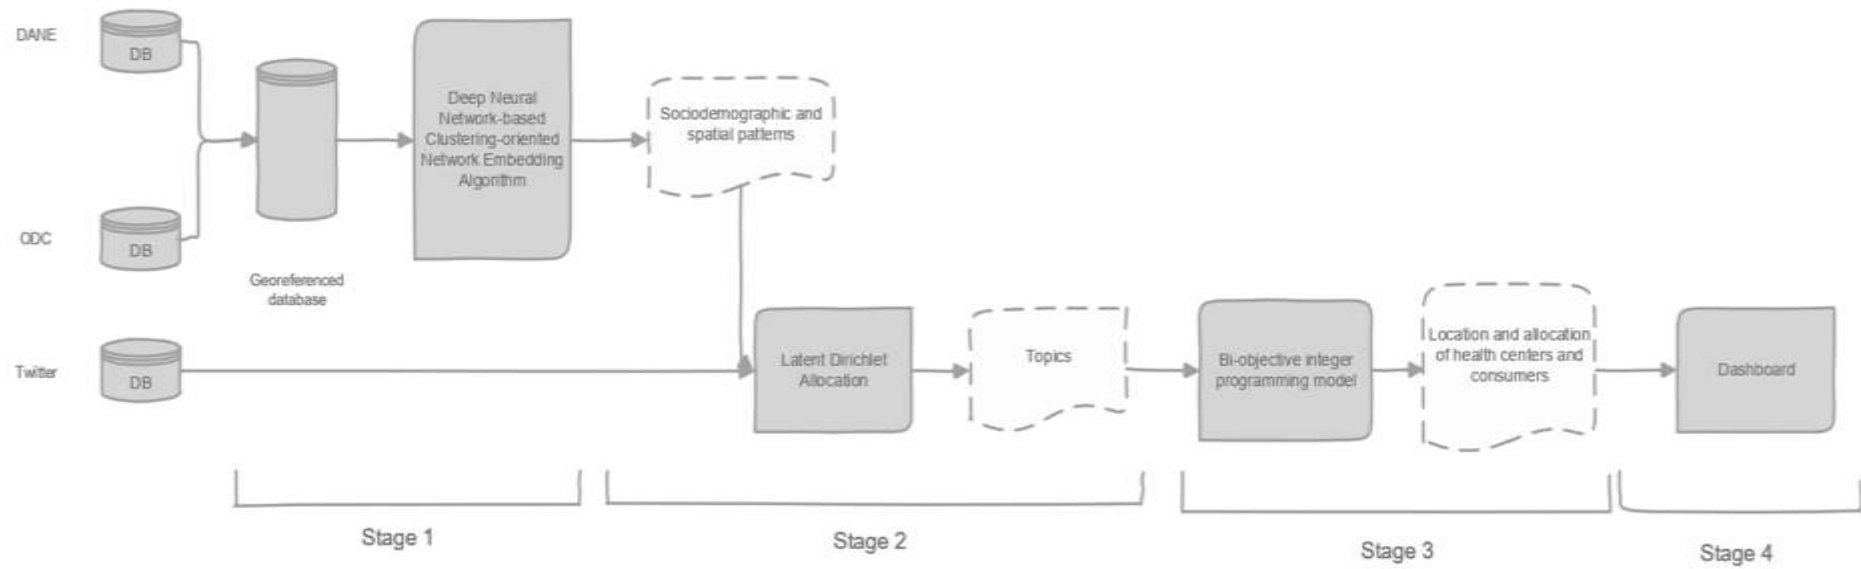 DANE
DB
ODC
DB
Georeferenced
database
Twitter
DB
Deep Neural
Network-based
Clustering-oriented
Network Embedding
Algorithm
Sociodemographic and
spatial patterns
Latent Dirichlet
Allocation
Topics
Bi-objective integer
programming model
Location and allocation
of health centers and
consumers
Dashboard
Stage 1
Stage 2
Stage 3
Stage 4